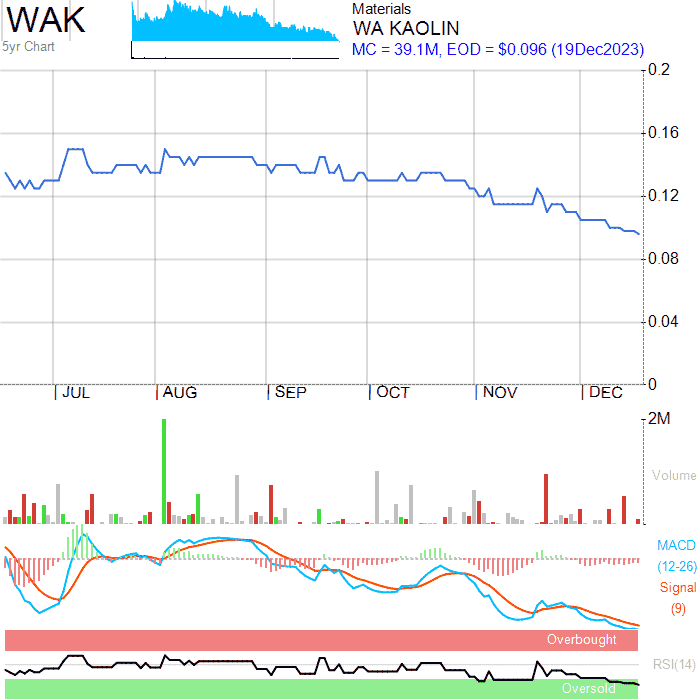 WAK
5yr Chart
Materials
WA KAOLIN
MC = 39.1M, EOD = $0.096 (19Dec2023)
0.2
0.16
0.12
0.08
0.04
0
JUL AUG SEP OCT NOV DEC
2M
Volume
MACD
(12-26)
Signal
(9)
Overbought
RSI(14)
Oversold